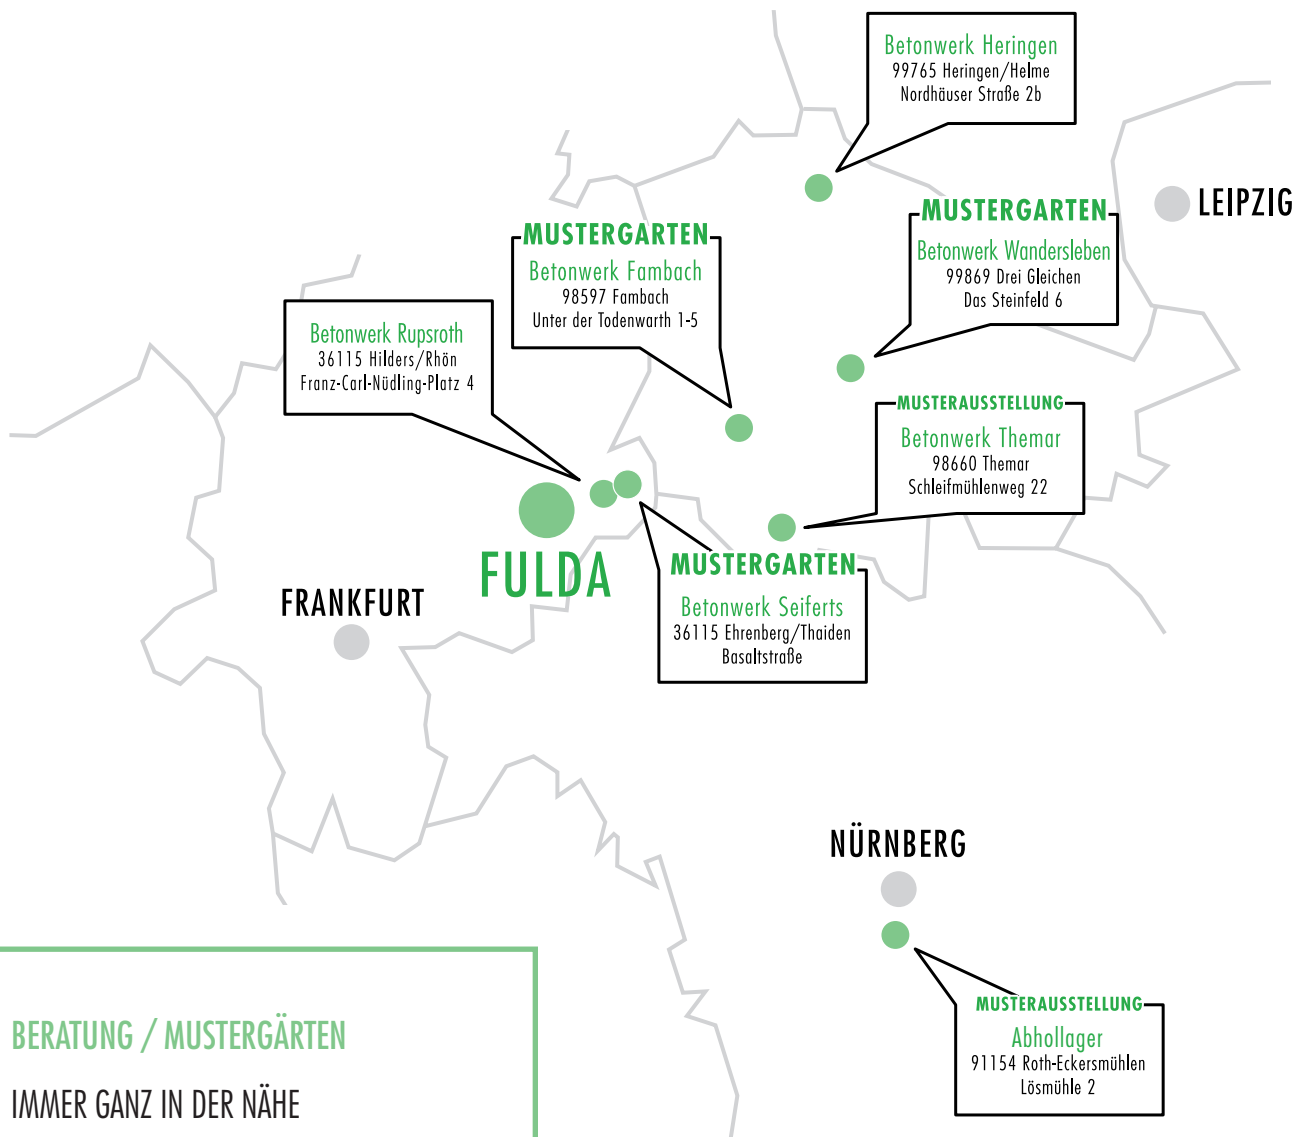 Betonwerk Heringen
99765 Heringen/Helme
Nordhäuser Straße 2b
LEIPZIG
MUSTERGARTEN
Betonwerk Wandersleben
99869 Drei Gleichen
Das Steinfeld 6
MUSTERGARTEN
Betonwerk Fambach
98597 Fambach
Unter der Todenwarth 1-5
Betonwerk Rupsroth
36115 Hilders/Rhön
Franz-Carl-Nüdling-Platz 4
MUSTERAUSSTELLUNG
Betonwerk Themar
98660 Themar
Schleifmühlenweg 22
FULDA
MUSTERGARTEN
Betonwerk Seiferts
36115 Ehrenberg/Thaiden
Basaltstraße
FRANKFURT
NÜRNBERG
MUSTERAUSSTELLUNG
Abhollager
91154 Roth-Eckersmühlen
Lösmühle 2
BERATUNG / MUSTERGÄRTEN
IMMER GANZ IN DER NÄHE